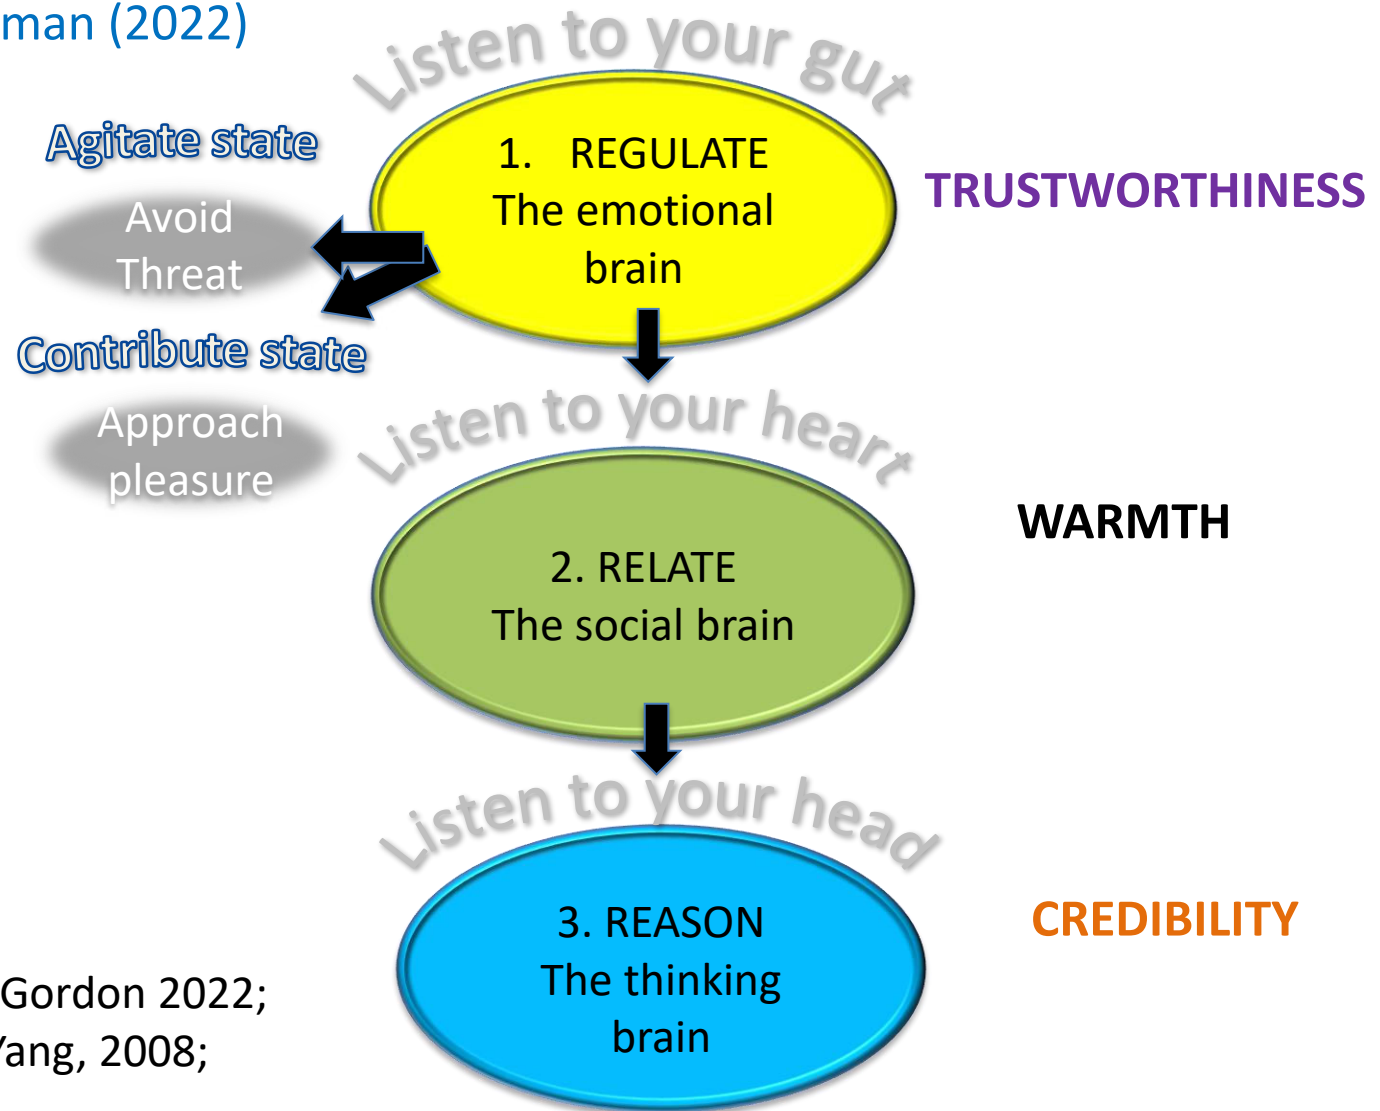 man (2022)
Listen to your gut
Agitate state
Avoid
Threat
1. REGULATE
The emotional
brain
TRUSTWORTHINESS
Contribute state
Approach
pleasure
Listen to your heart
2. RELATE
The social brain
WARMTH
Listen to your head
3. REASON
The thinking
brain
CREDIBILITY
Gordon 2022;
Yang, 2008;